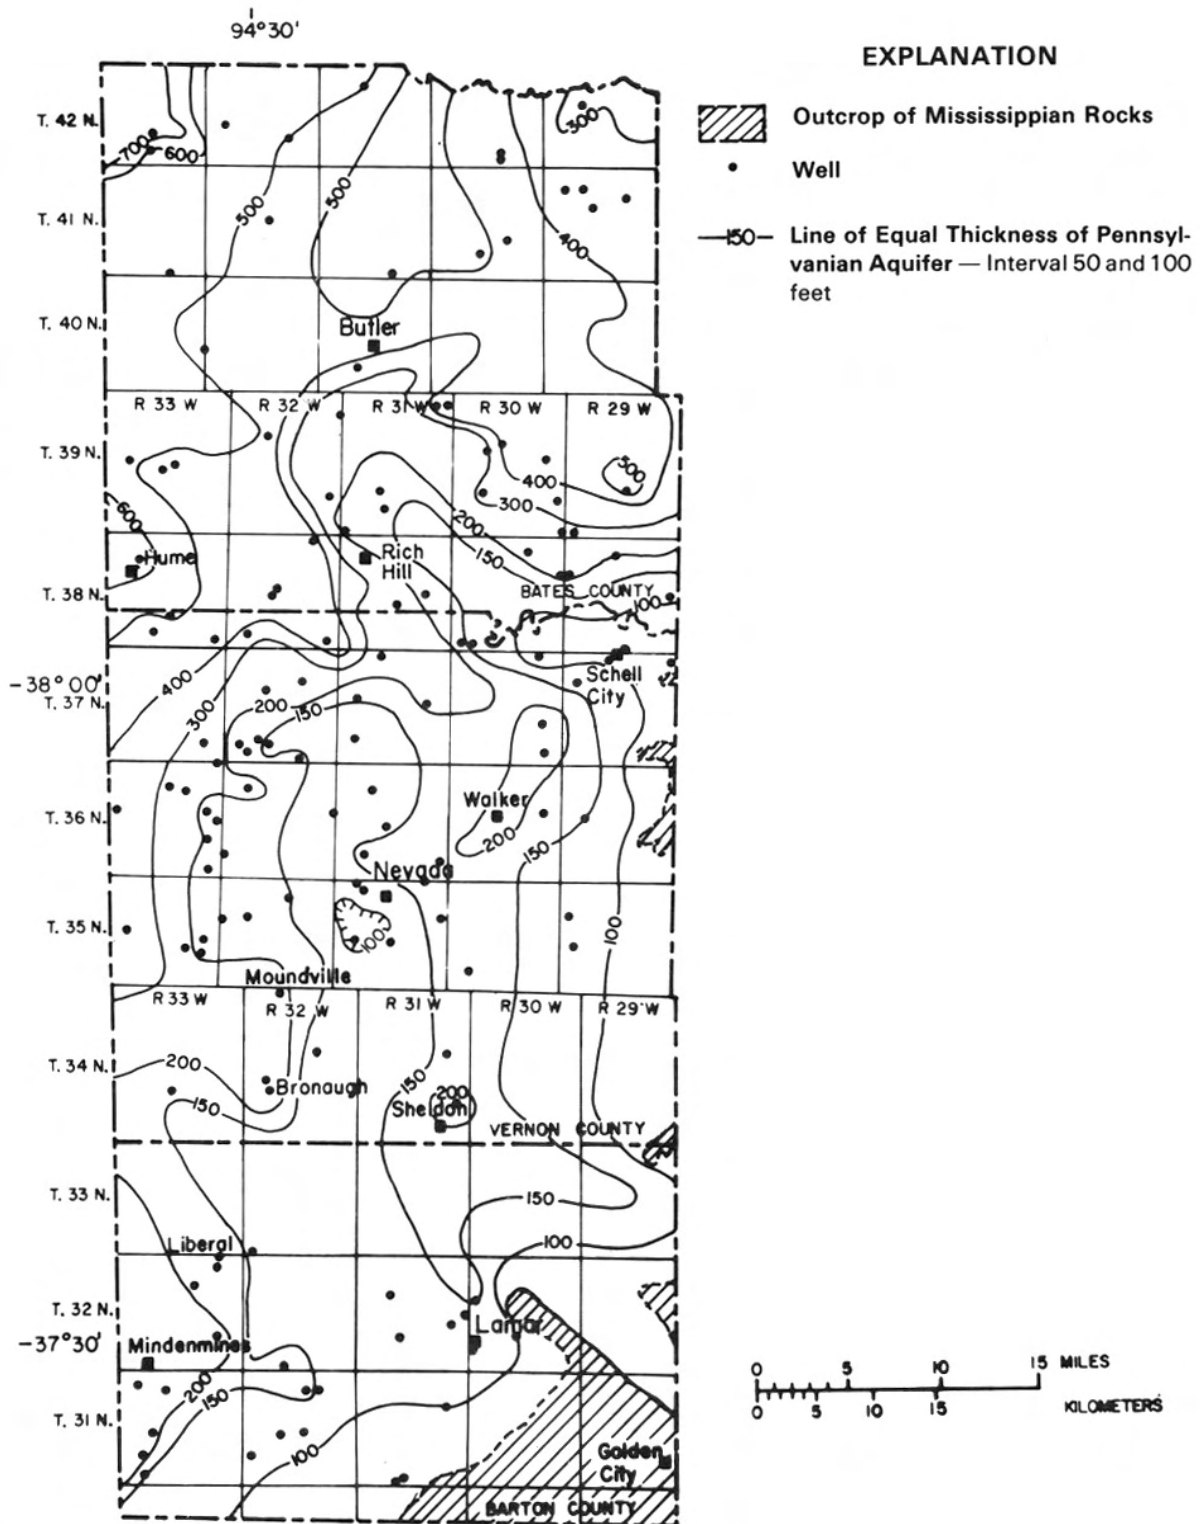 94°30'
EXPLANATION
Outcrop of Mississippian Rocks
Well
150
Line of Equal Thickness of Pennsyl-
vanian Aquifer — Interval 50 and 100
feet
T. 42 N.
700
600
300
T. 41 N.
500
500
400
T. 40 N.
Butler
R 33 W
R 32 W
R 31 W
R 30 W
R 29 W
T. 39 N.
500
400
300
600
200
150
Hume
Rich
Hill
T. 38 N.
BATES COUNTY
100
-38°00'
Schell
City
T. 37 N.
400
300
200
150
T. 36 N.
Walker
200
150
Nevada
T. 35 N.
100
100
Moundville
R 33 W
R 32 W
R 31 W
R 30 W
R 29 W
T. 34 N.
200
150
Bronaugh
150
200
Sheldon
VERNON COUNTY
T. 33 N.
150
Liberal
100
T. 32 N.
-37°30'
Lamar
Mindenmines
200
150
T. 31 N.
100
Golden
City
BARTON COUNTY
0 5 10 15 MILES
0 5 10 15 KILOMETERS